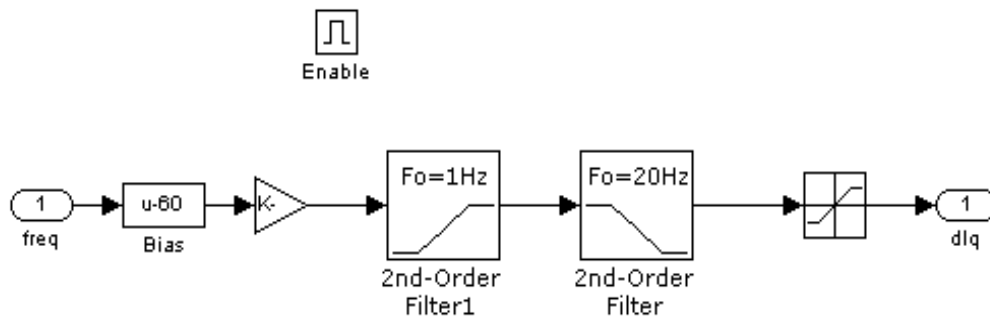 Enable
1
freq
u-60
Bias
K-
Fo=1Hz
2nd-Order
Filter1
Fo=20Hz
2nd-Order
Filter
1
dIq